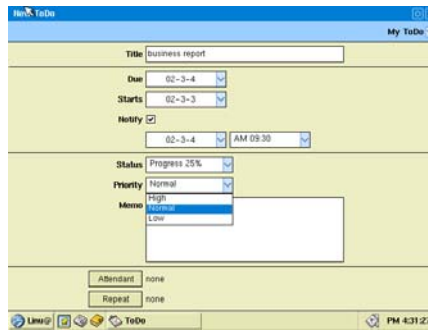 New ToDo
My ToDo
Title business report
Due 02-3-4
Starts 02-3-3
Notify
02-3-4 AM 09:30
Status Progress 25%
Priority Normal
High
Normal
Low
Memo
Attendant none
Repeat none
Linu@ ToDo PM 4:31:2